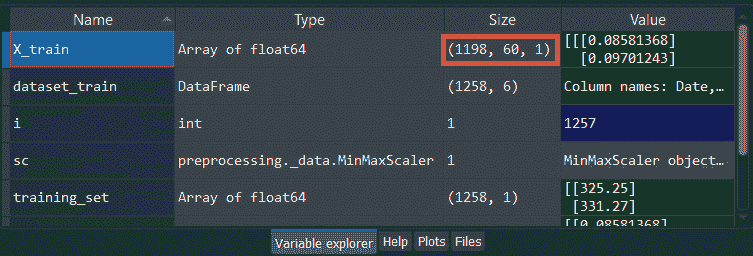 Name Type Size Value
X_train Array of float64 (1198, 60, 1) [[[0.08581368]
[0.09701243]
dataset_train DataFrame (1258, 6) Column names: Date,…
i int 1 1257
sc preprocessing._data.MinMaxScaler 1 MinMaxScaler object…
training_set Array of float64 (1258, 1) [[325.25]
[331.27]
[[0.08581368]
Variable explorer Help Plots Files